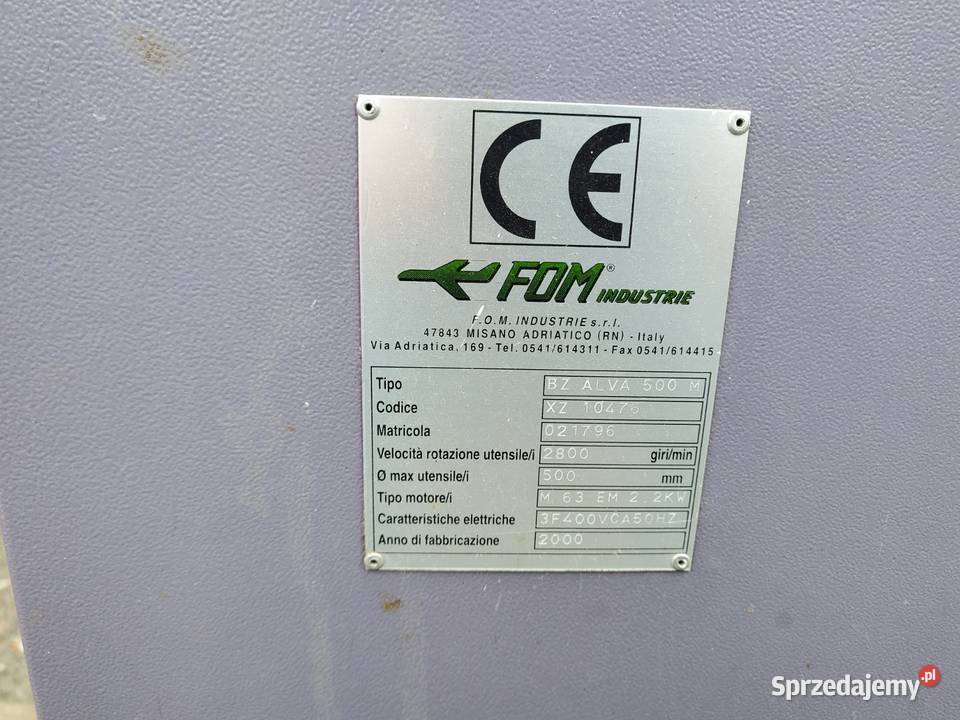 CE
FOM® INDUSTRIE
F.O.M. INDUSTRIE s.r.l.
47843 MISANO ADRIATICO (RN) - Italy
Via Adriatica, 169 - Tel. 0541/614311 - Fax 0541/614415
Tipo BZ ALVA 500 M
Codice XZ 10476
Matricola 021796
Velocità rotazione utensile/i 2800 giri/min
Ø max utensile/i 500 mm
Tipo motore/i M.63 EM 2.2KW
Caratteristiche elettriche 3F400VCA50HZ
Anno di fabbricazione 2000
Sprzedajemy.pl